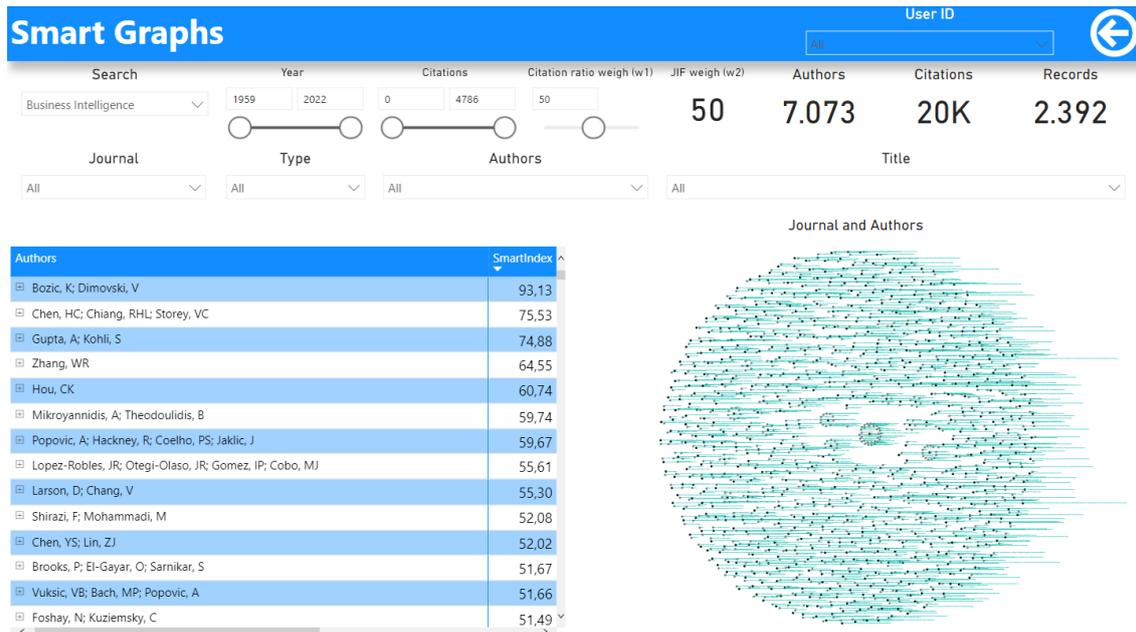 Smart Graphs
User ID
All
Search
Year
Citations
Citation ratio weigh (w1)
JIF weigh (w2)
Authors
Citations
Records
Business Intelligence
1959
2022
0
4786
50
50
7.073
20K
2.392
Journal
Type
Authors
Title
All
All
All
All
Journal and Authors
Authors SmartIndex
Bozic, K; Dimovski, V 93,13
Chen, HC; Chiang, RHL; Storey, VC 75,53
Gupta, A; Kohli, S 74,88
Zhang, WR 64,55
Hou, CK 60,74
Mikroyannidis, A; Theodoulidis, B 59,74
Popovic, A; Hackney, R; Coelho, PS; Jaklic, J 59,67
Lopez-Robles, JR; Otegi-Olaso, JR; Gomez, IP; Cobo, MJ 55,61
Larson, D; Chang, V 55,30
Shirazi, F; Mohammadi, M 52,08
Chen, YS; Lin, ZJ 52,02
Brooks, P; El-Gayar, O; Sarnikar, S 51,67
Vuksic, VB; Bach, MP; Popovic, A 51,66
Foshay, N; Kuziemsky, C 51,49